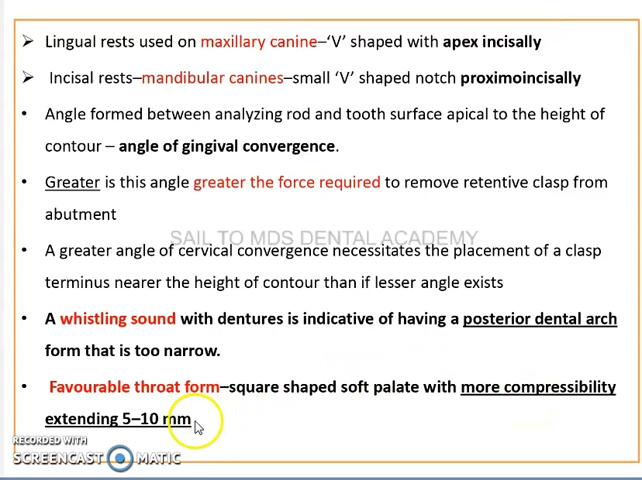 ➢ Lingual rests used on maxillary canine–‘V’ shaped with apex incisally
➢ Incisal rests–mandibular canines–small ‘V’ shaped notch proximoincisally
• Angle formed between analyzing rod and tooth surface apical to the height of
contour – angle of gingival convergence.
• Greater is this angle greater the force required to remove retentive clasp from
abutment
SAIL TO MDS DENTAL ACADEMY
• A greater angle of cervical convergence necessitates the placement of a clasp
terminus nearer the height of contour than if lesser angle exists
• A whistling sound with dentures is indicative of having a posterior dental arch
form that is too narrow.
• Favourable throat form–square shaped soft palate with more compressibility
extending 5–10 mm
RECORDED WITH
SCREENCAST MATIC